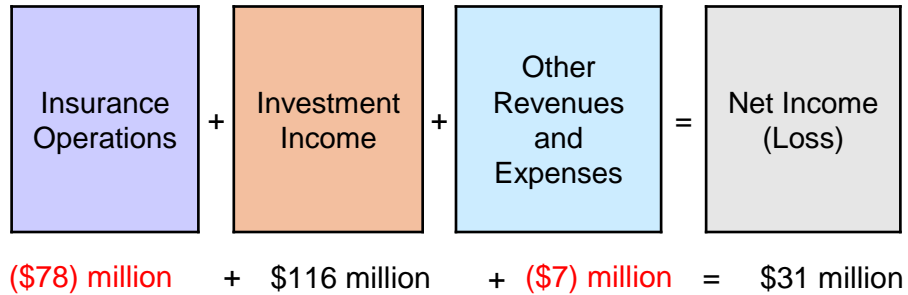 Insurance
Operations
+
Investment
Income
+
Other
Revenues
and
Expenses
=
Net Income
(Loss)
($78) million + $116 million + ($7) million = $31 million